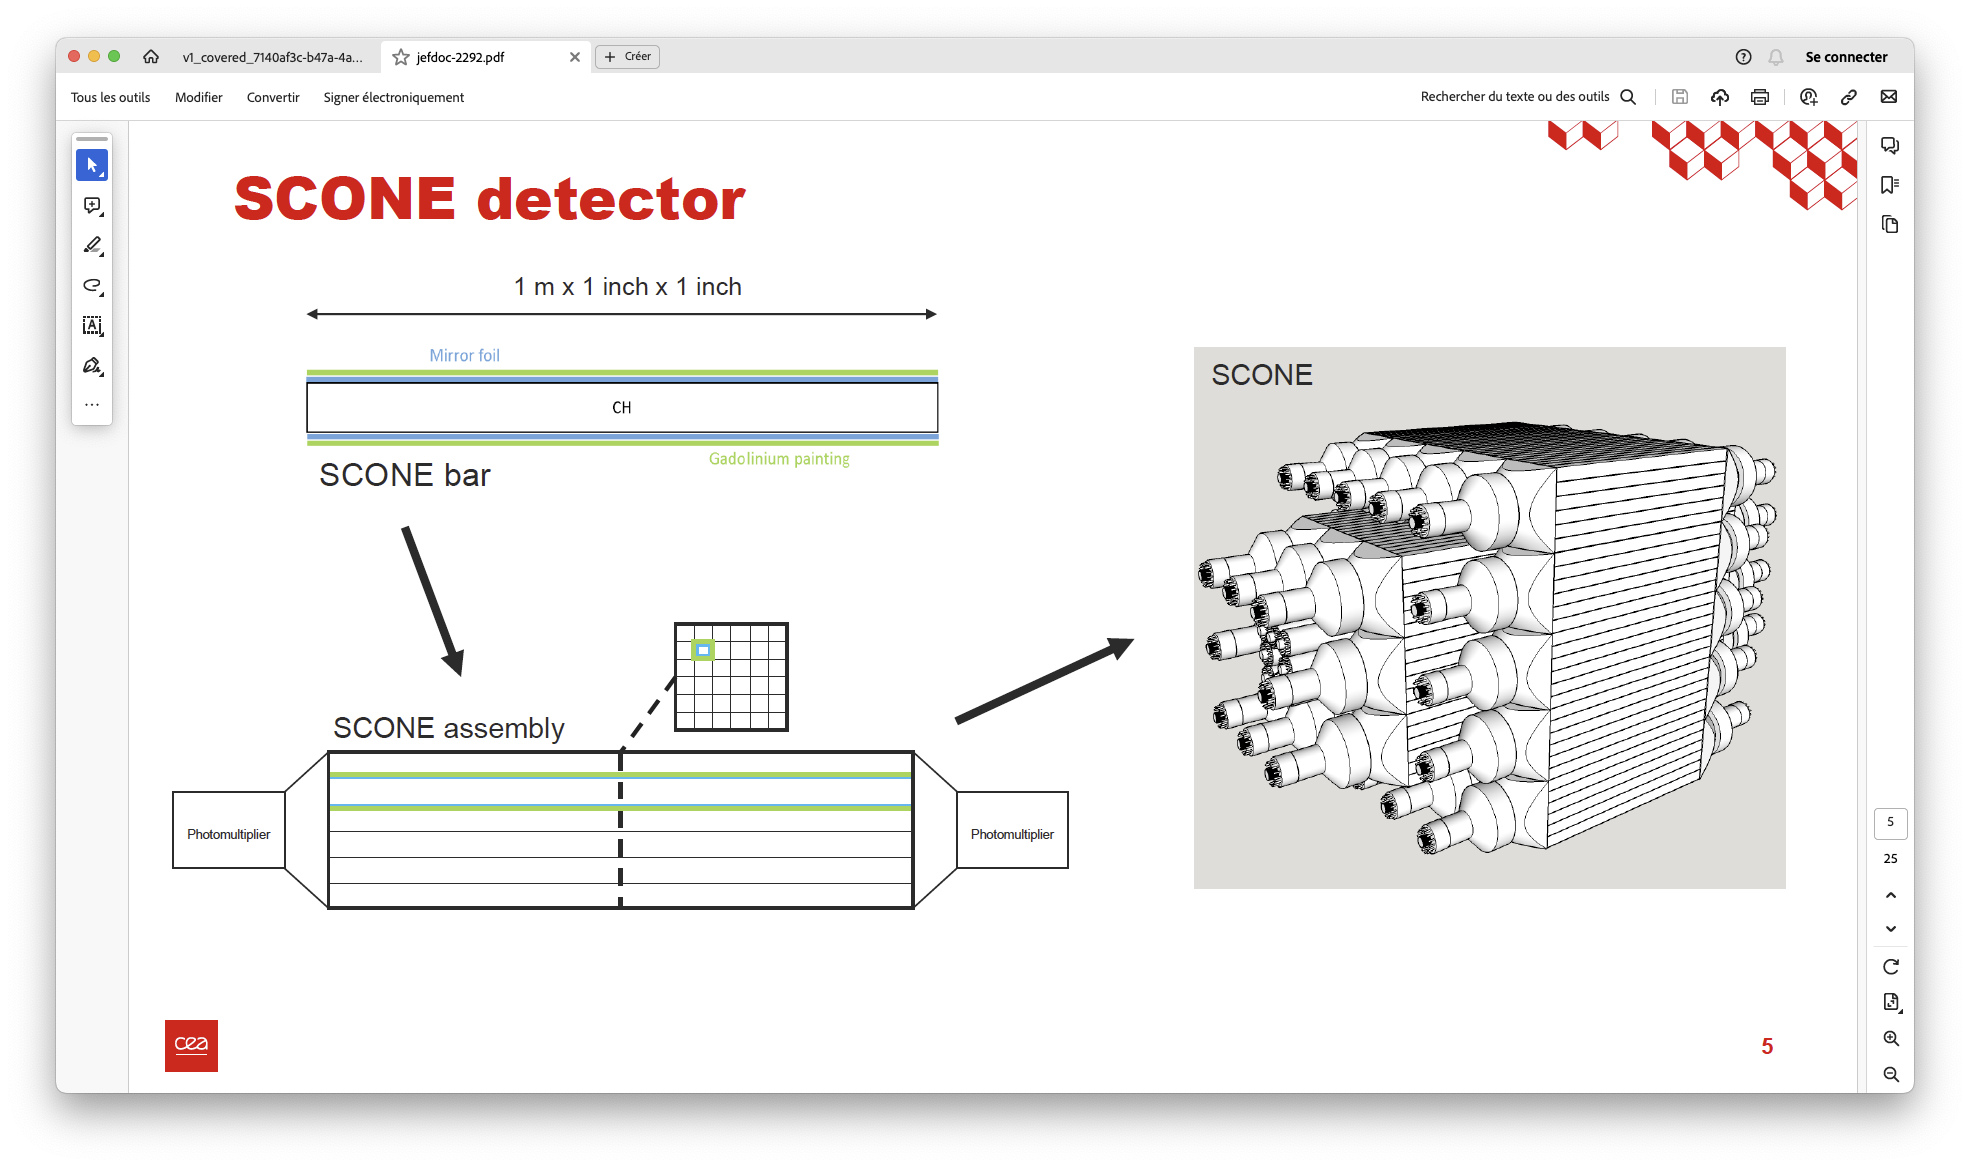 v1_covered_7140af3c-b47a-4a...
jefdoc-2292.pdf
Créer
Se connecter
Tous les outils
Modifier
Convertir
Signer électroniquement
Rechercher du texte ou des outils
SCONE detector
1 m x 1 inch x 1 inch
Mirror foil
CH
Gadolinium painting
SCONE bar
SCONE
SCONE assembly
Photomultiplier
Photomultiplier
5
25
cea
5